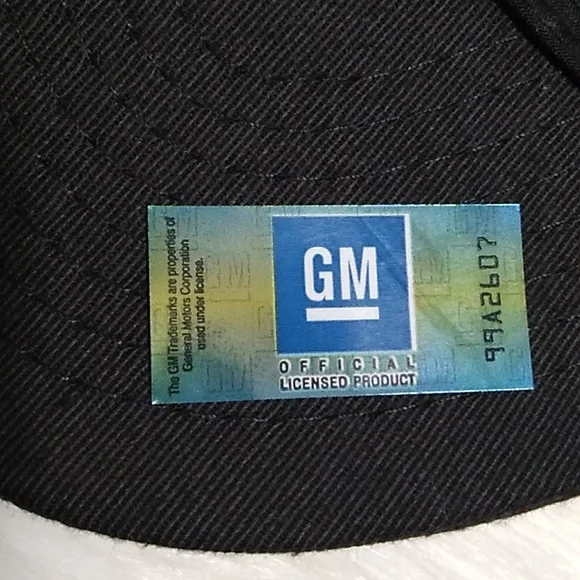 The GM Trademarks are properties of
General Motors Corporation
used under license.
GM
OFFICIAL
LICENSED PRODUCT
99A2607